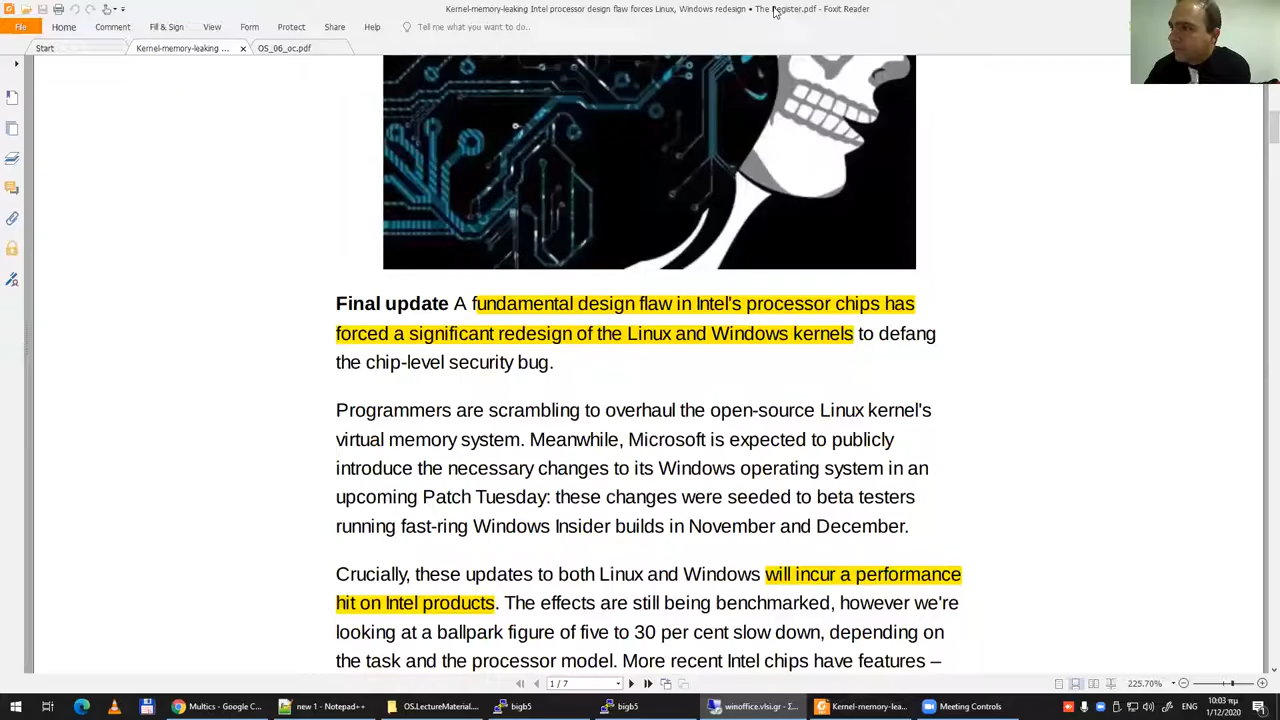 Kernel-memory-leaking Intel processor design flaw forces Linux, Windows redesign • The Register.pdf - Foxit Reader
File Home Comment View Form Protect Share Help Tell me what you want to do..
Fill & Sign
Start Kernel-memory-leaking ... OS_06_oc.pdf
Final update A fundamental design flaw in Intel's processor chips has
forced a significant redesign of the Linux and Windows kernels to defang
the chip-level security bug.
Programmers are scrambling to overhaul the open-source Linux kernel's
virtual memory system. Meanwhile, Microsoft is expected to publicly
introduce the necessary changes to its Windows operating system in an
upcoming Patch Tuesday: these changes were seeded to beta testers
running fast-ring Windows Insider builds in November and December.
Crucially, these updates to both Linux and Windows will incur a performance
hit on Intel products. The effects are still being benchmarked, however we're
looking at a ballpark figure of five to 30 per cent slow down, depending on
the task and the processor model. More recent Intel chips have features –
1 / 7
225.70%
Multics - Google C... new 1 - Notepad++ OS.LectureMaterial.... bigb5 bigb5 winoffice.vlsi.gr - Σ... Kernel-memory-lea... Meeting Controls
10:03 πμ
1/12/2020